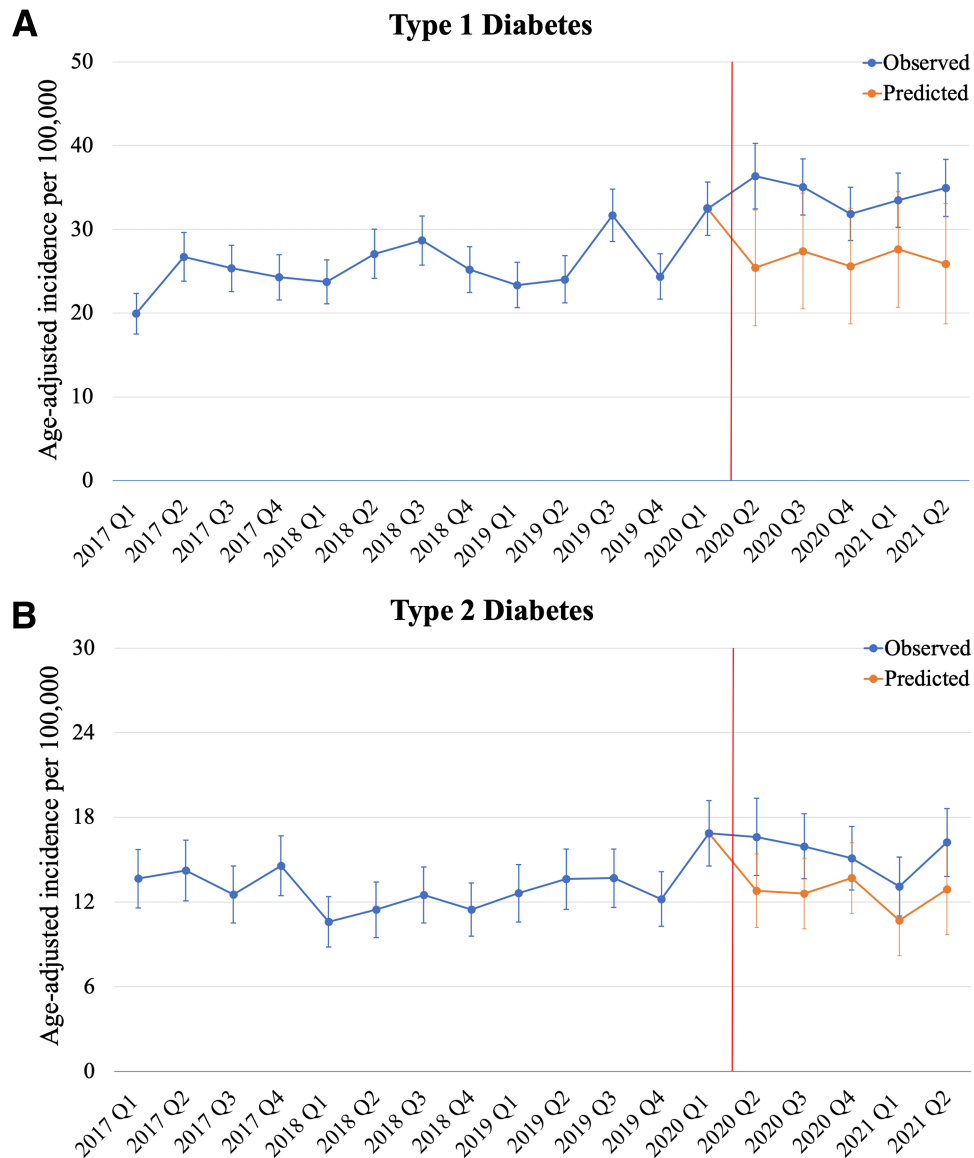 A
Type 1 Diabetes
Observed
Predicted
Age-adjusted incidence per 100,000
50
40
30
20
10
0
2017 Q1
2017 Q2
2017 Q3
2017 Q4
2018 Q1
2018 Q2
2018 Q3
2018 Q4
2019 Q1
2019 Q2
2019 Q3
2019 Q4
2020 Q1
2020 Q2
2020 Q3
2020 Q4
2021 Q1
2021 Q2
B
Type 2 Diabetes
Observed
Predicted
Age-adjusted incidence per 100,000
30
24
18
12
6
0
2017 Q1
2017 Q2
2017 Q3
2017 Q4
2018 Q1
2018 Q2
2018 Q3
2018 Q4
2019 Q1
2019 Q2
2019 Q3
2019 Q4
2020 Q1
2020 Q2
2020 Q3
2020 Q4
2021 Q1
2021 Q2